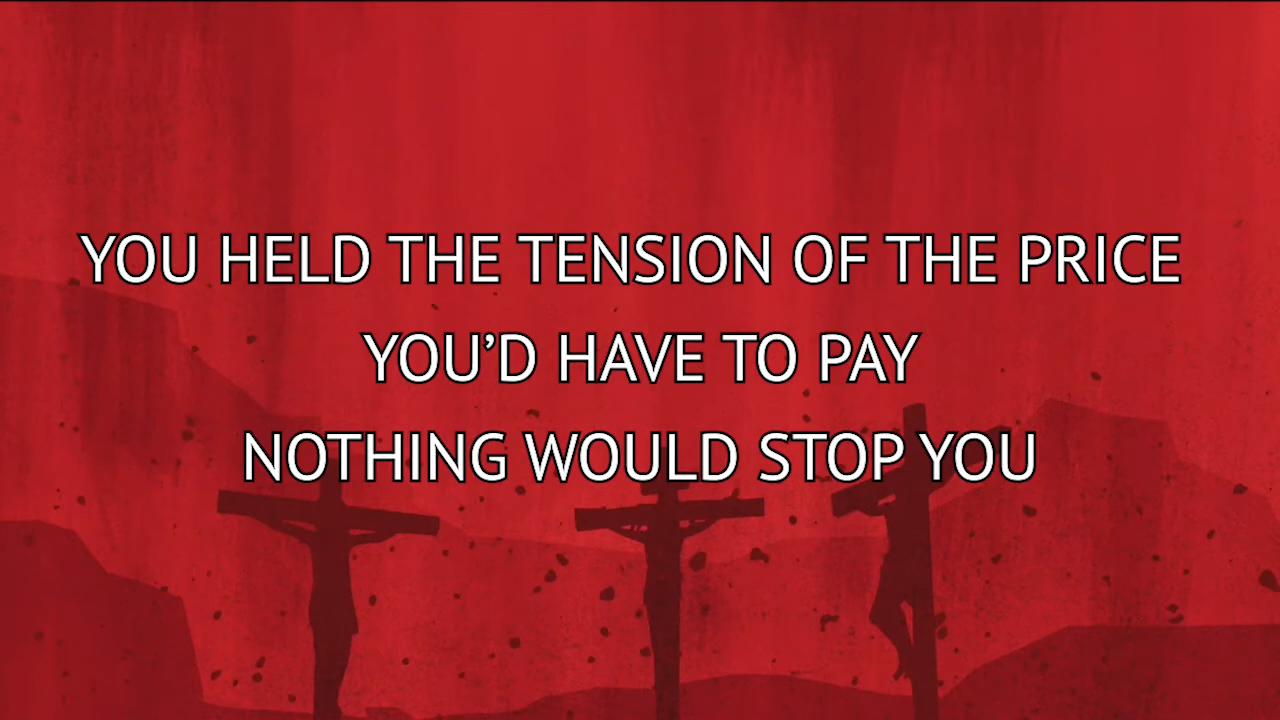 YOU HELD THE TENSION OF THE PRICE
YOU’D HAVE TO PAY
NOTHING WOULD STOP YOU